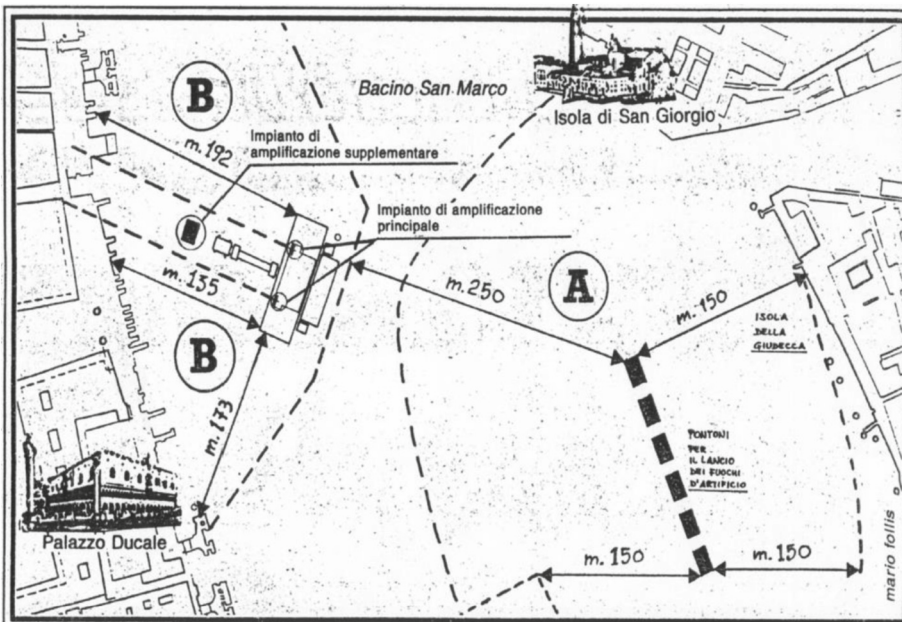 B
Bacino San Marco
Isola di San Giorgio
Impianto di
amplificazione supplementare
m. 192
Impianto di amplificazione
principale
m. 135
m. 250
A
m. 150
ISOLA
DELLA
GIUDECCA
B
m. 173
PONTONI
PER
IL LANCIO
DEI FUOCHI
D'ARTIFICIO
Palazzo Ducale
m. 150
m. 150
mario follis